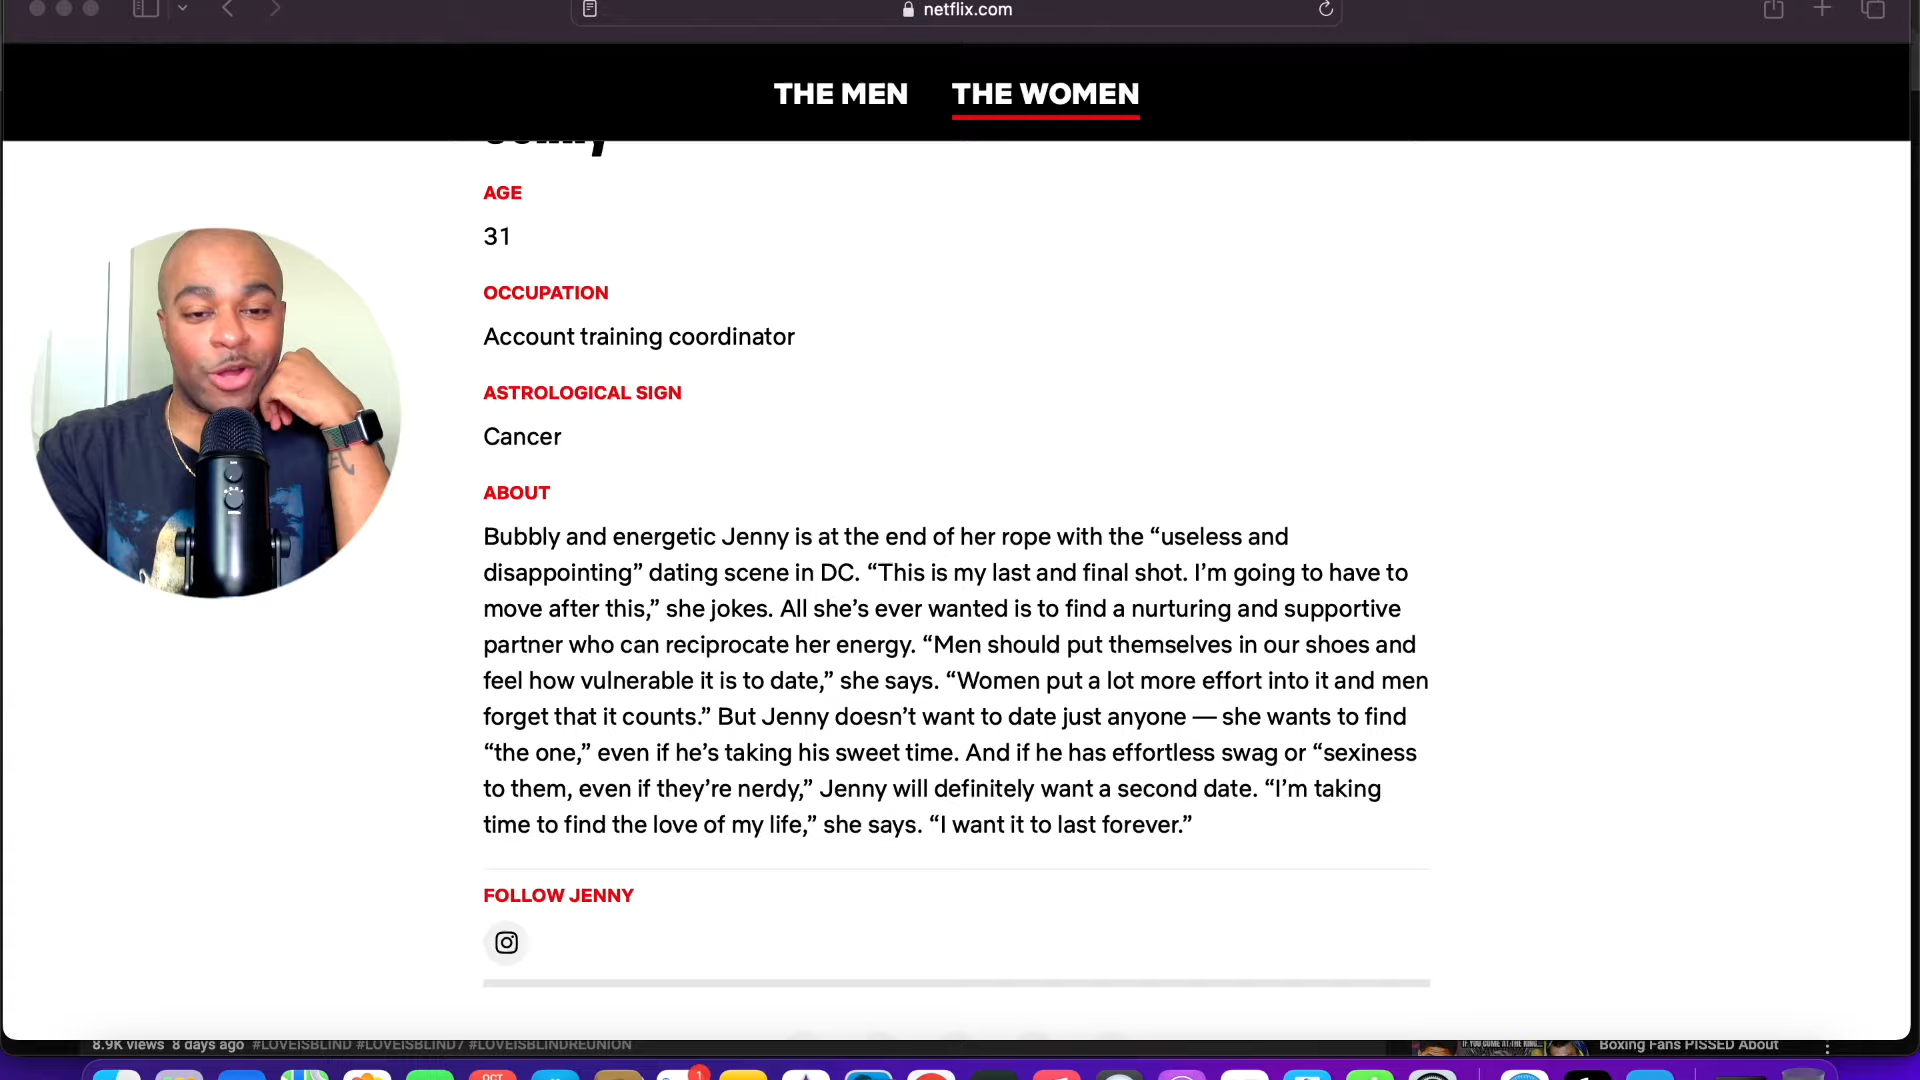 netflix.com
THE MEN THE WOMEN
Jenny
AGE
31
OCCUPATION
Account training coordinator
ASTROLOGICAL SIGN
Cancer
ABOUT
Bubbly and energetic Jenny is at the end of her rope with the “useless and
disappointing” dating scene in DC. “This is my last and final shot. I’m going to have to
move after this,” she jokes. All she’s ever wanted is to find a nurturing and supportive
partner who can reciprocate her energy. “Men should put themselves in our shoes and
feel how vulnerable it is to date,” she says. “Women put a lot more effort into it and men
forget that it counts.” But Jenny doesn’t want to date just anyone — she wants to find
“the one,” even if he’s taking his sweet time. And if he has effortless swag or “sexiness
to them, even if they’re nerdy,” Jenny will definitely want a second date. “I’m taking
time to find the love of my life,” she says. “I want it to last forever.”
FOLLOW JENNY
8.9K views 8 days ago #LOVEISBLIND #LOVEISBLIND7 #LOVEISBLINDREUNION
IF YOU COME AT THE KING...
Boxing Fans PISSED About
OCT
1